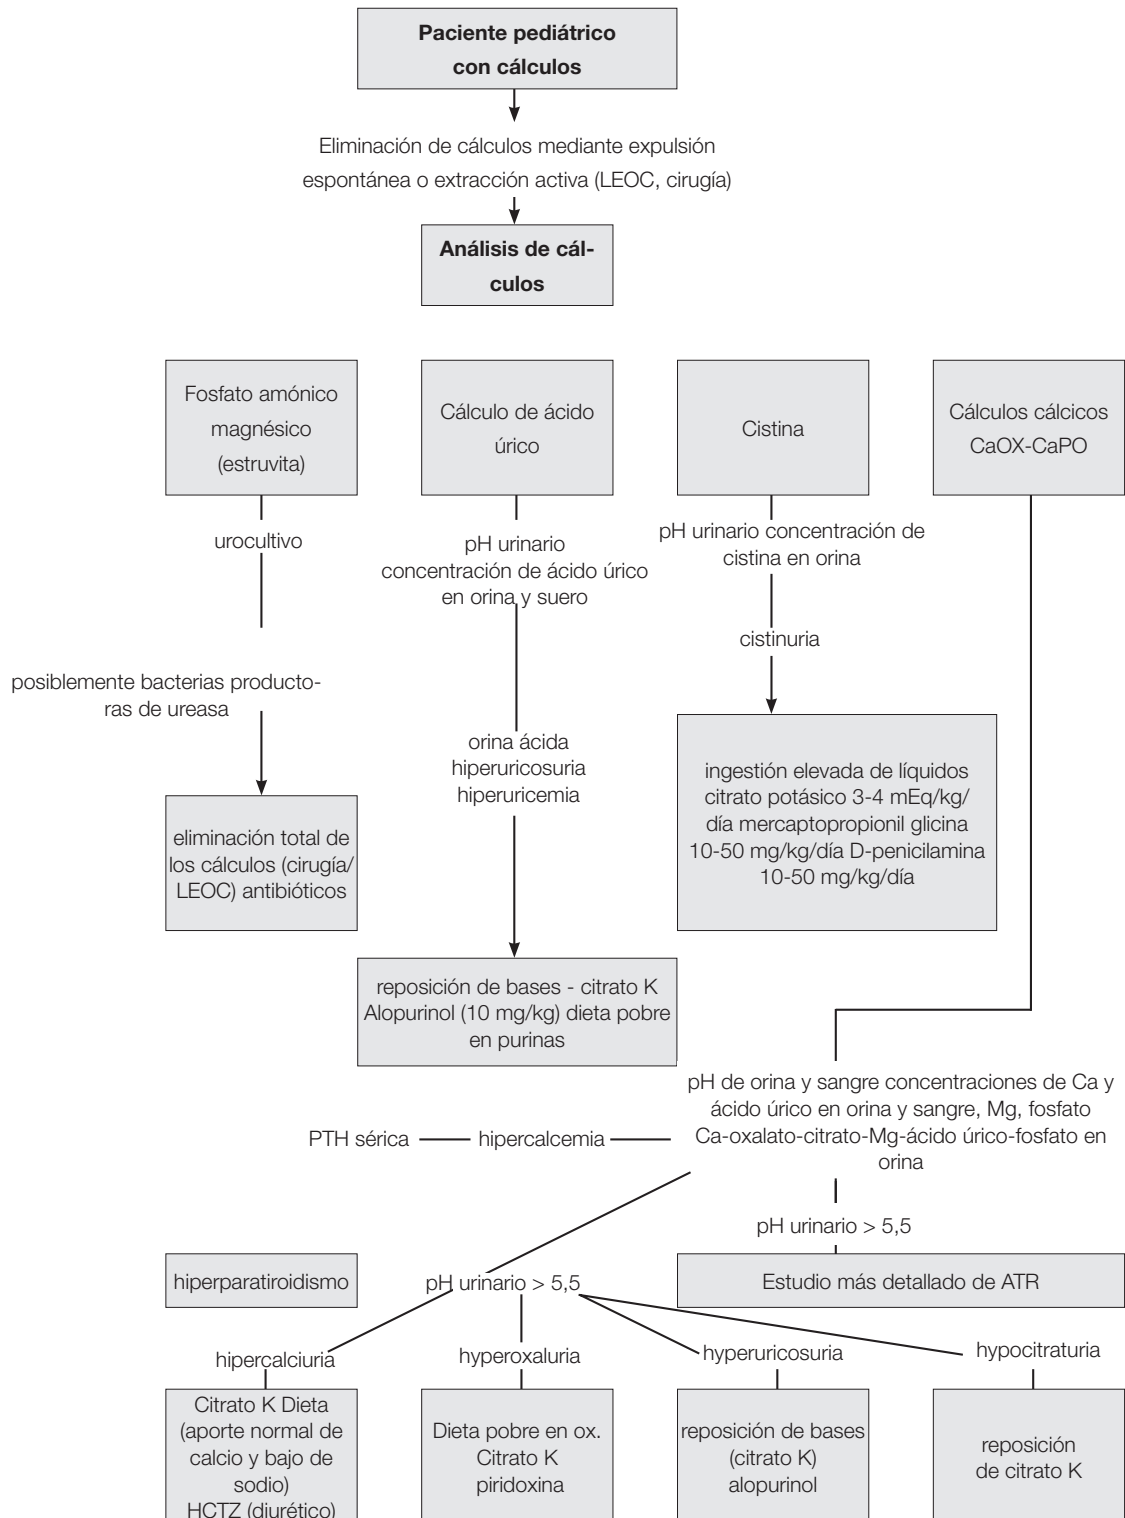 Paciente pediátrico
con cálculos
Eliminación de cálculos mediante expulsión
espontánea o extracción activa (LEOC, cirugía)
Análisis de cál-
culos
Fosfato amónico
magnésico
(estruvita)
Cálculo de ácido
úrico
Cistina
Cálculos cálcicos
CaOX-CaPO
urocultivo
pH urinario
concentración de ácido úrico
en orina y suero
pH urinario concentración de
cistina en orina
cistinuria
posiblemente bacterias producto-
ras de ureasa
orina ácida
hiperuricosuria
hiperuricemia
ingestión elevada de líquidos
citrato potásico 3-4 mEq/kg/
día mercaptopropionil glicina
10-50 mg/kg/día D-penicilamina
10-50 mg/kg/día
eliminación total de
los cálculos (cirugía/
LEOC) antibióticos
reposición de bases - citrato K
Alopurinol (10 mg/kg) dieta pobre
en purinas
pH de orina y sangre concentraciones de Ca y
ácido úrico en orina y sangre, Mg, fosfato
Ca-oxalato-citrato-Mg-ácido úrico-fosfato en
orina
PTH sérica
hipercalcemia
pH urinario > 5,5
hiperparatiroidismo
pH urinario > 5,5
Estudio más detallado de ATR
hipercalciuria
hyperoxaluria
hyperuricosuria
hypocitraturia
Citrato K Dieta
(aporte normal de
calcio y bajo de
sodio)
HCTZ (diurético)
Dieta pobre en ox.
Citrato K
piridoxina
reposición de bases
(citrato K)
alopurinol
reposición
de citrato K